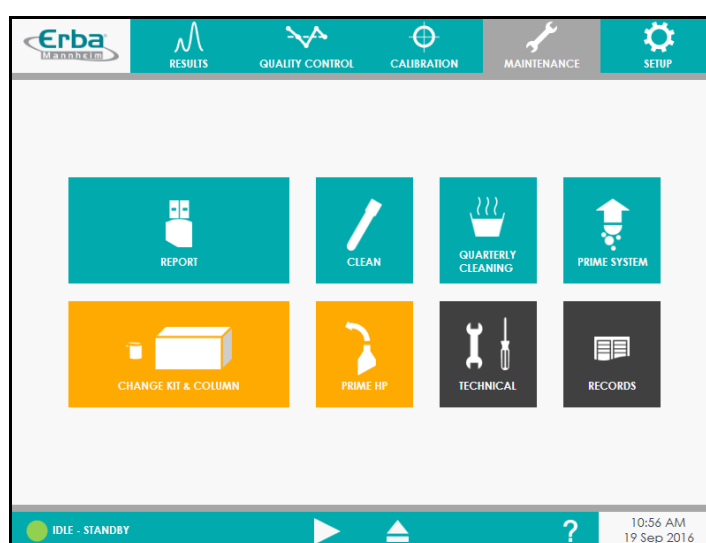 Erba
Mannheim
RESULTS
QUALITY CONTROL
CALIBRATION
MAINTENANCE
SETUP
REPORT
CLEAN
QUARTERLY
CLEANING
PRIME SYSTEM
CHANGE KIT & COLUMN
PRIME HP
TECHNICAL
RECORDS
IDLE - STANDBY
?
10:56 AM
19 Sep 2016